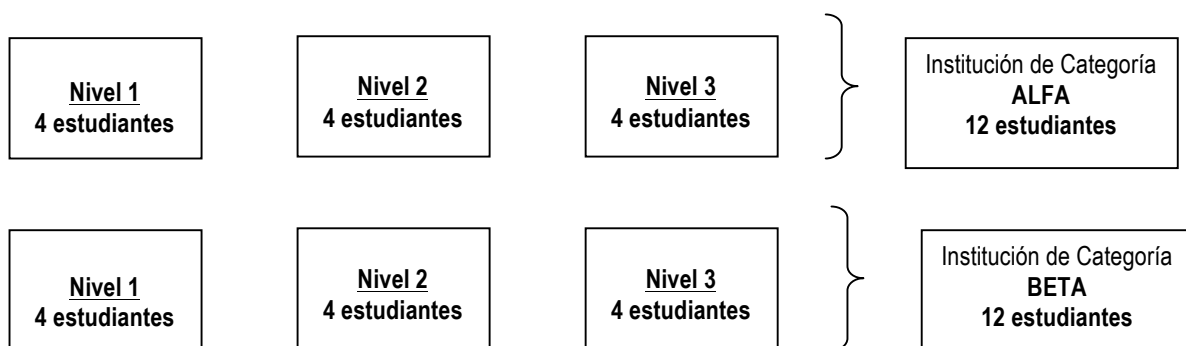 Nivel 1
4 estudiantes
Nivel 2
4 estudiantes
Nivel 3
4 estudiantes
Institución de Categoría
ALFA
12 estudiantes
Nivel 1
4 estudiantes
Nivel 2
4 estudiantes
Nivel 3
4 estudiantes
Institución de Categoría
BETA
12 estudiantes